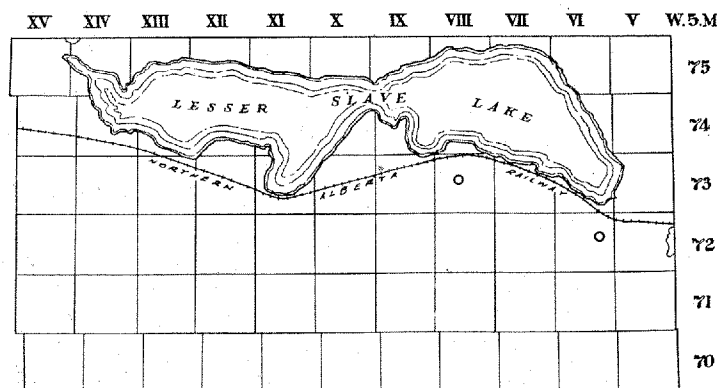 XV XIV XIII XII XI X IX VIII VII VI V W.5.M
75
LESSER SLAVE LAKE
74
NORTHERN ALBERTA RAILWAY
73
72
71
70